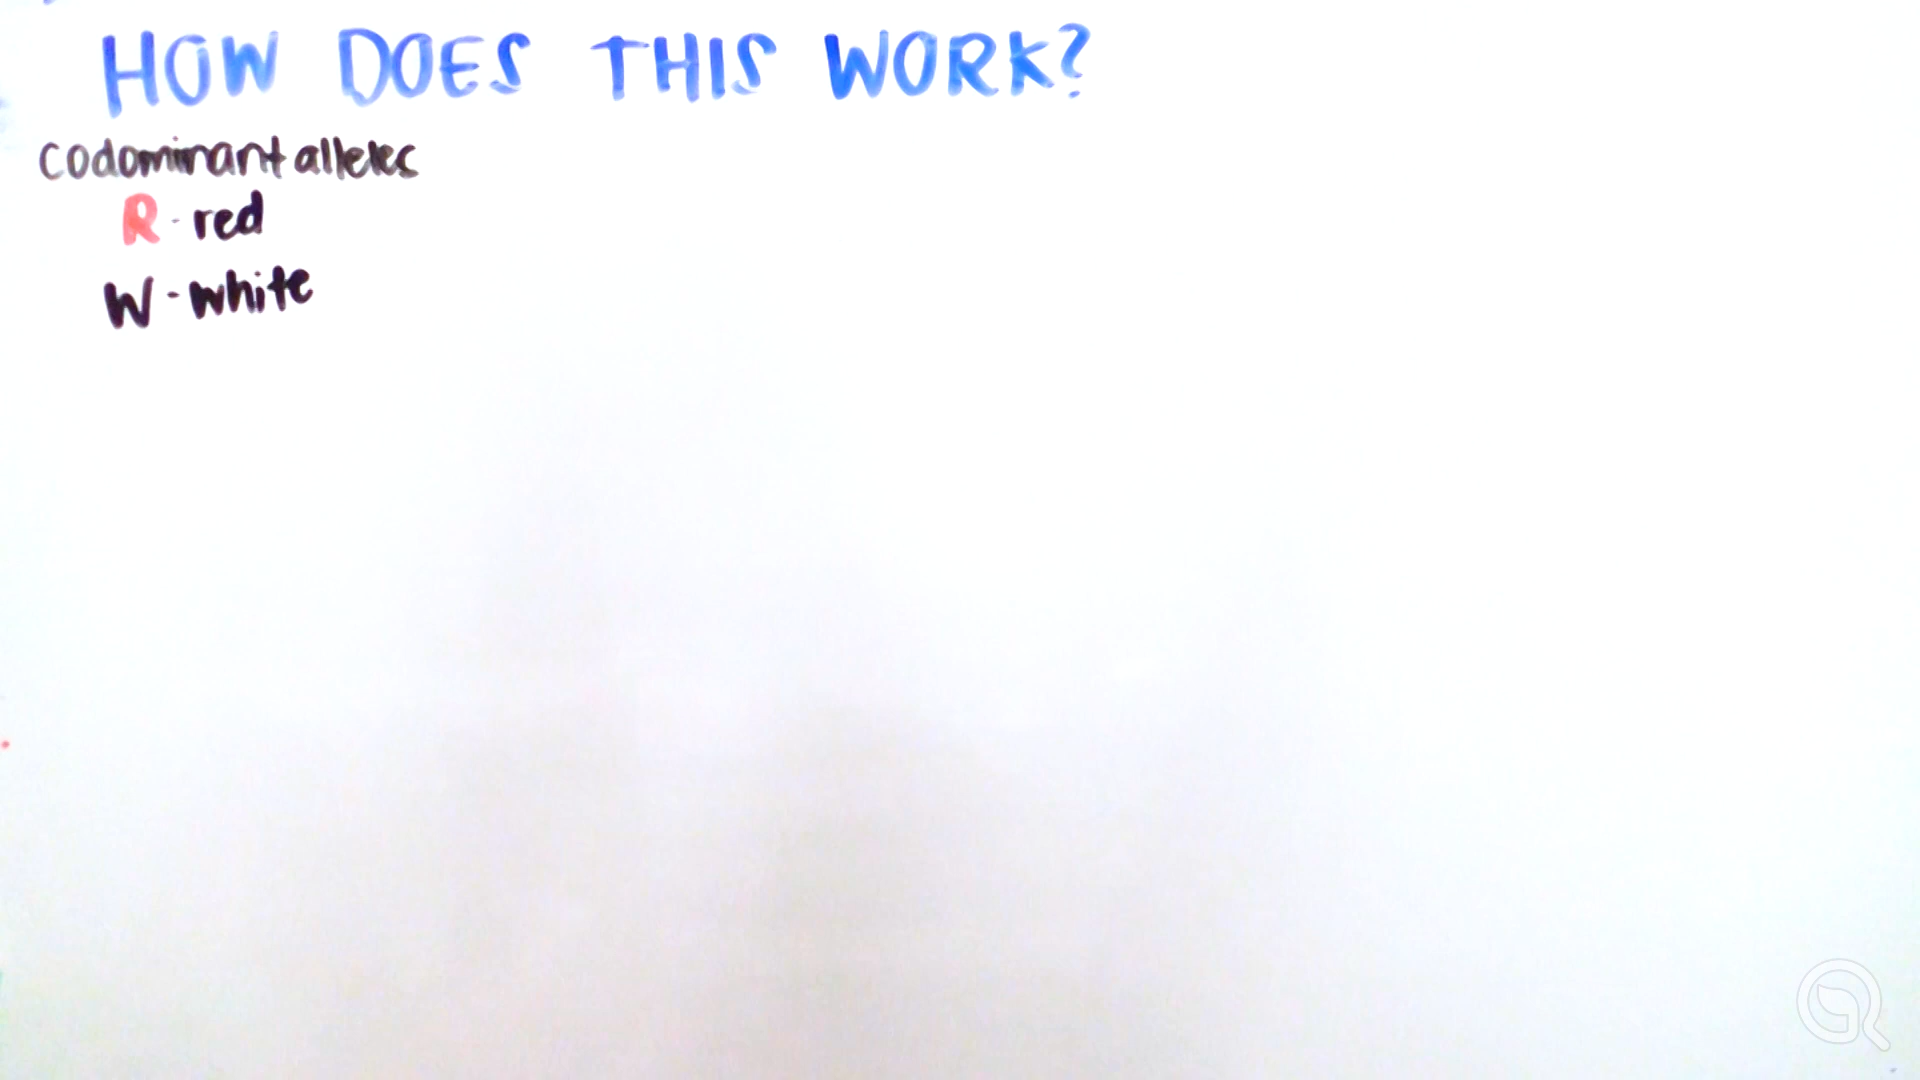 HOW DOES THIS WORK?
codominant alleles
R - red
W - white